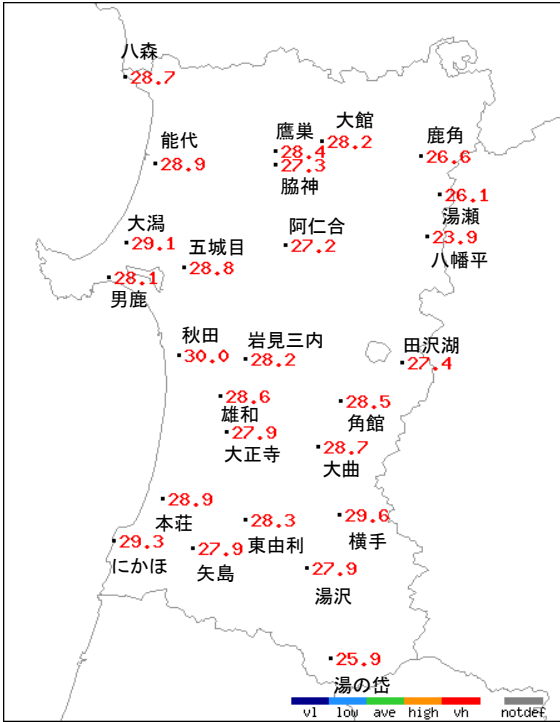 八森
28.7
鷹巣
大館
28.2
28.4
27.3
脇神
能代
28.9
鹿角
26.6
26.1
湯瀬
23.9
八幡平
大潟
29.1
五城目
28.8
阿仁合
27.2
28.1
男鹿
秋田
30.0
岩見三内
28.2
田沢湖
27.4
28.6
雄和
27.9
大正寺
28.5
角館
28.7
大曲
28.9
本荘
28.3
東由利
29.6
横手
29.3
にかほ
27.9
矢島
27.9
湯沢
25.9
湯の岱
vl low ave high vh notdef